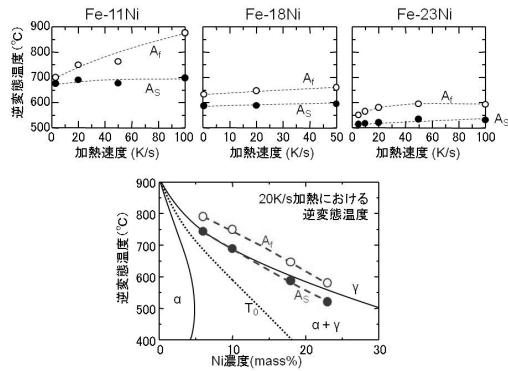 Fe-11Ni
Fe-18Ni
Fe-23Ni
逆変態温度(℃)
900
800
700
600
500
Af
AS
0 20 40 60 80 100
加熱速度 (K/s)
Af
AS
0 10 20 30 40 50
加熱速度 (K/s)
Af
AS
0 20 40 60 80 100
加熱速度 (K/s)
逆変態温度(℃)
900
800
700
600
500
400
20K/s加熱における
逆変態温度
Af
AS
α
T0
γ
α + γ
0 10 20 30
Ni濃度(mass%)